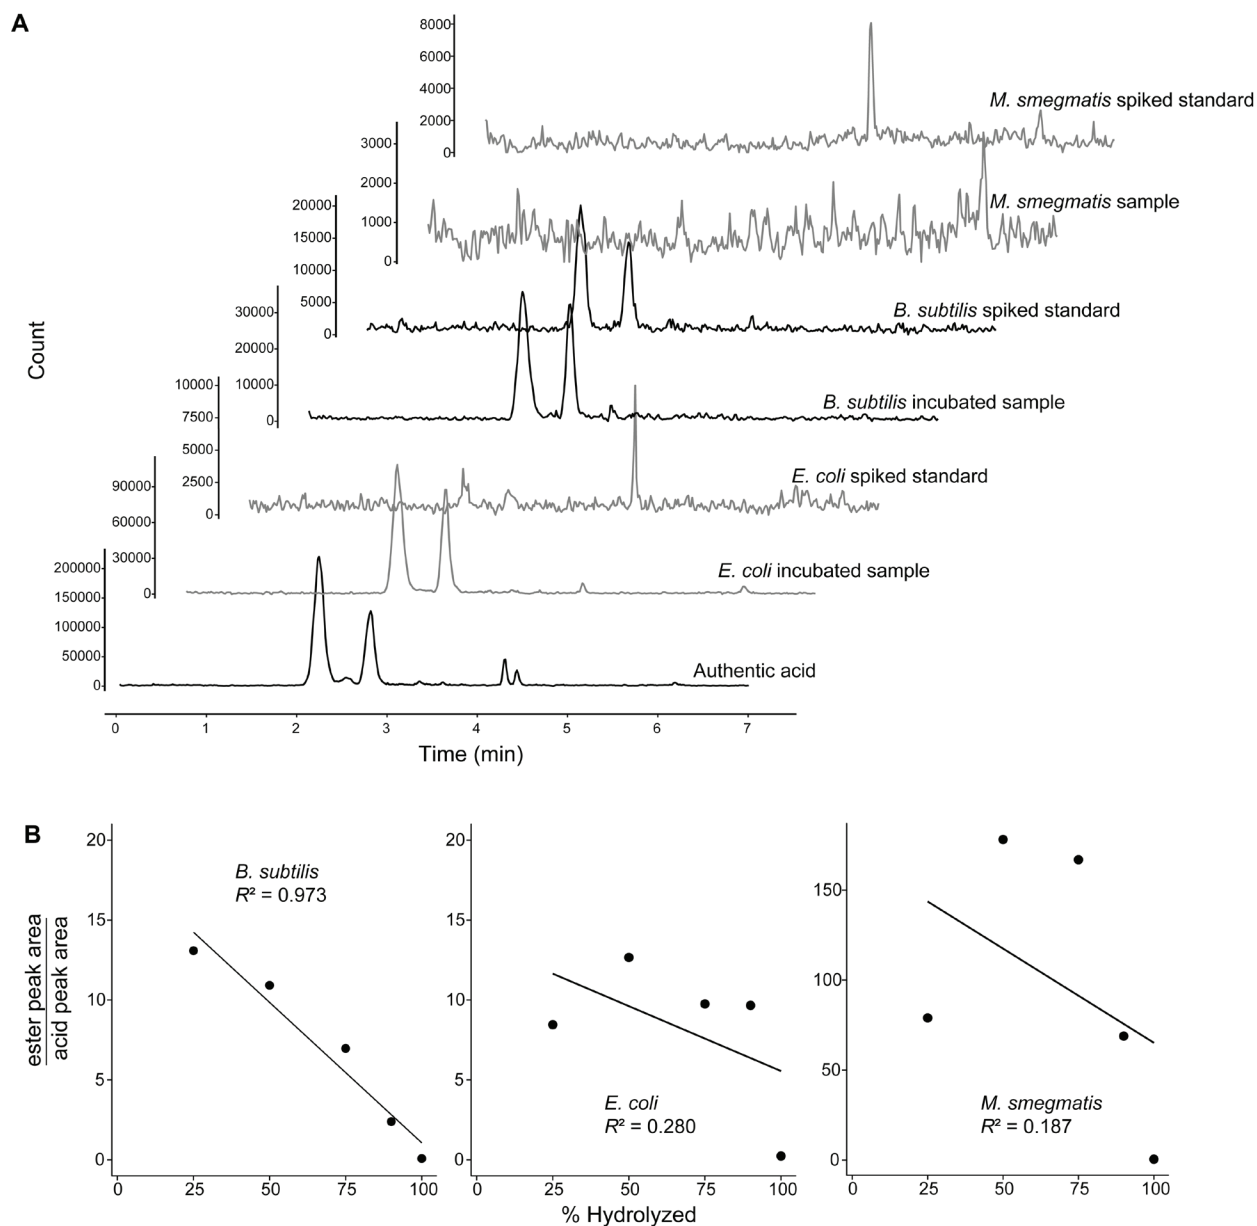 A
8000
6000
4000
2000
0
M. smegmatis spiked standard
3000
2000
1000
0
M. smegmatis sample
20000
15000
10000
5000
0
B. subtilis spiked standard
30000
20000
10000
0
B. subtilis incubated sample
10000
7500
5000
2500
0
E. coli spiked standard
90000
60000
30000
0
E. coli incubated sample
200000
150000
100000
50000
0
Authentic acid
Count
0 1 2 3 4 5 6 7
Time (min)
B
ester peak area
acid peak area
20
15
10
5
0
B. subtilis
R² = 0.973
0 25 50 75 100
20
15
10
5
0
E. coli
R² = 0.280
0 25 50 75 100
150
100
50
0
M. smegmatis
R² = 0.187
0 25 50 75 100
% Hydrolyzed